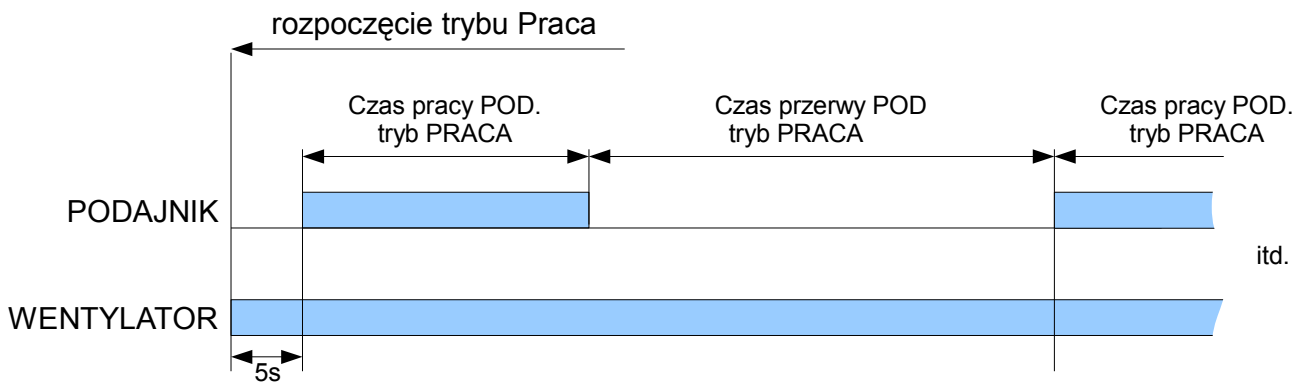 rozpoczęcie trybu Praca
Czas pracy POD.
tryb PRACA
Czas przerwy POD
tryb PRACA
Czas pracy POD.
tryb PRACA
PODAJNIK
itd.
WENTYLATOR
5s